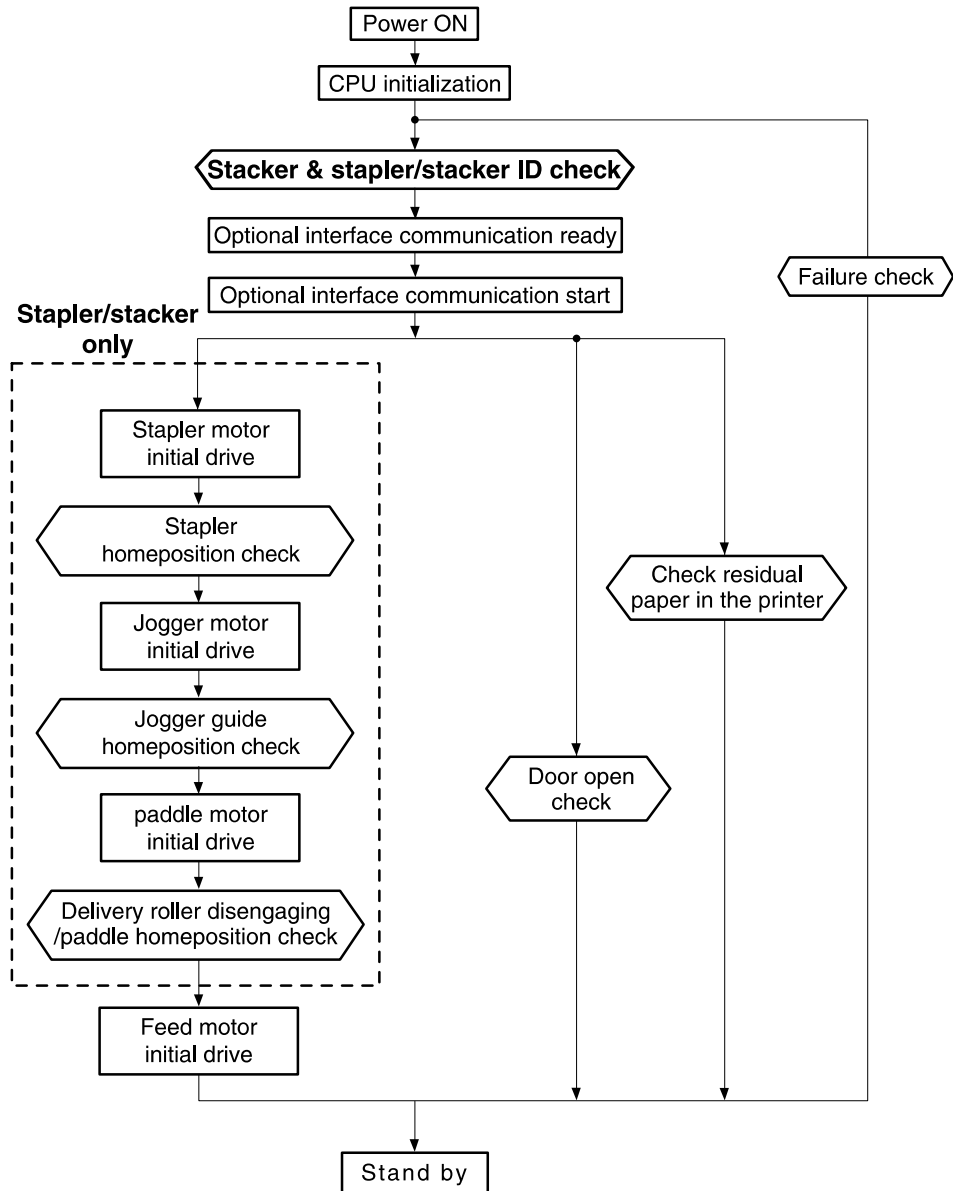 Power ON
CPU initialization
Stacker & stapler/stacker ID check
Optional interface communication ready
Failure check
Optional interface communication start
Stapler/stacker
only
Stapler motor
initial drive
Stapler
homeposition check
Jogger motor
initial drive
Jogger guide
homeposition check
paddle motor
initial drive
Delivery roller disengaging
/paddle homeposition check
Feed motor
initial drive
Door open
check
Check residual
paper in the printer
Stand by